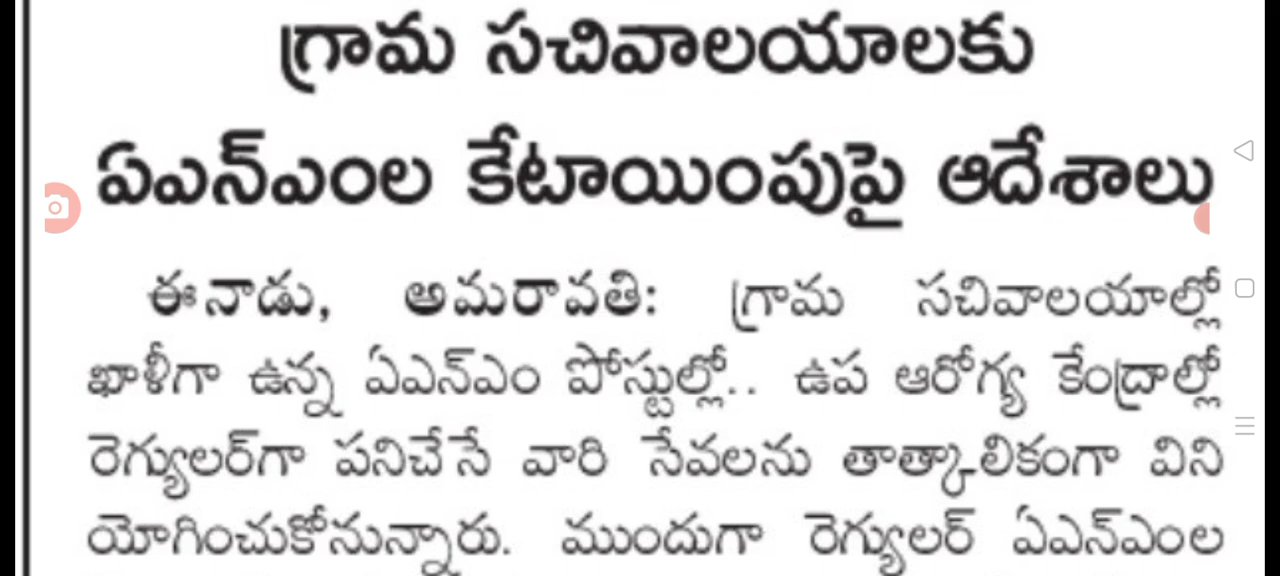 గ్రామ సచివాలయాలకు
ఏఎన్ఎంల కేటాయింపుపై ఆదేశాలు
ఈనాడు, అమరావతి: గ్రామ సచివాలయాల్లో
ఖాళీగా ఉన్న ఏఎన్ఎం పోస్టుల్లో.. ఉప ఆరోగ్య కేంద్రాల్లో
రెగ్యులర్‌గా పనిచేసే వారి సేవలను తాత్కాలికంగా విని
యోగించుకోనున్నారు. ముందుగా రెగ్యులర్ ఏఎన్ఎంల